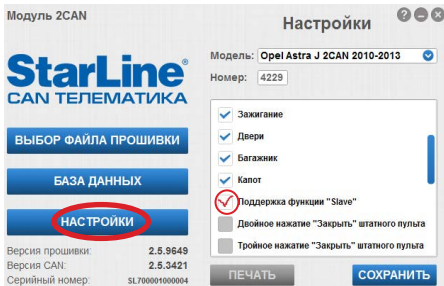 Модуль 2CAN
StarLine®
CAN ТЕЛЕМАТИКА
ВЫБОР ФАЙЛА ПРОШИВКИ
БАЗА ДАННЫХ
НАСТРОЙКИ
Версия прошивки: 2.5.9649
Версия CAN: 2.5.3421
Серийный номер: SL700001000004
Настройки
Модель: Opel Astra J 2CAN 2010-2013
Номер: 4229
Зажигание
Двери
Багажник
Капот
Поддержка функции "Slave"
Двойное нажатие "Закрыть" штатного пульта
Тройное нажатие "Закрыть" штатного пульта
ПЕЧАТЬ
СОХРАНИТЬ